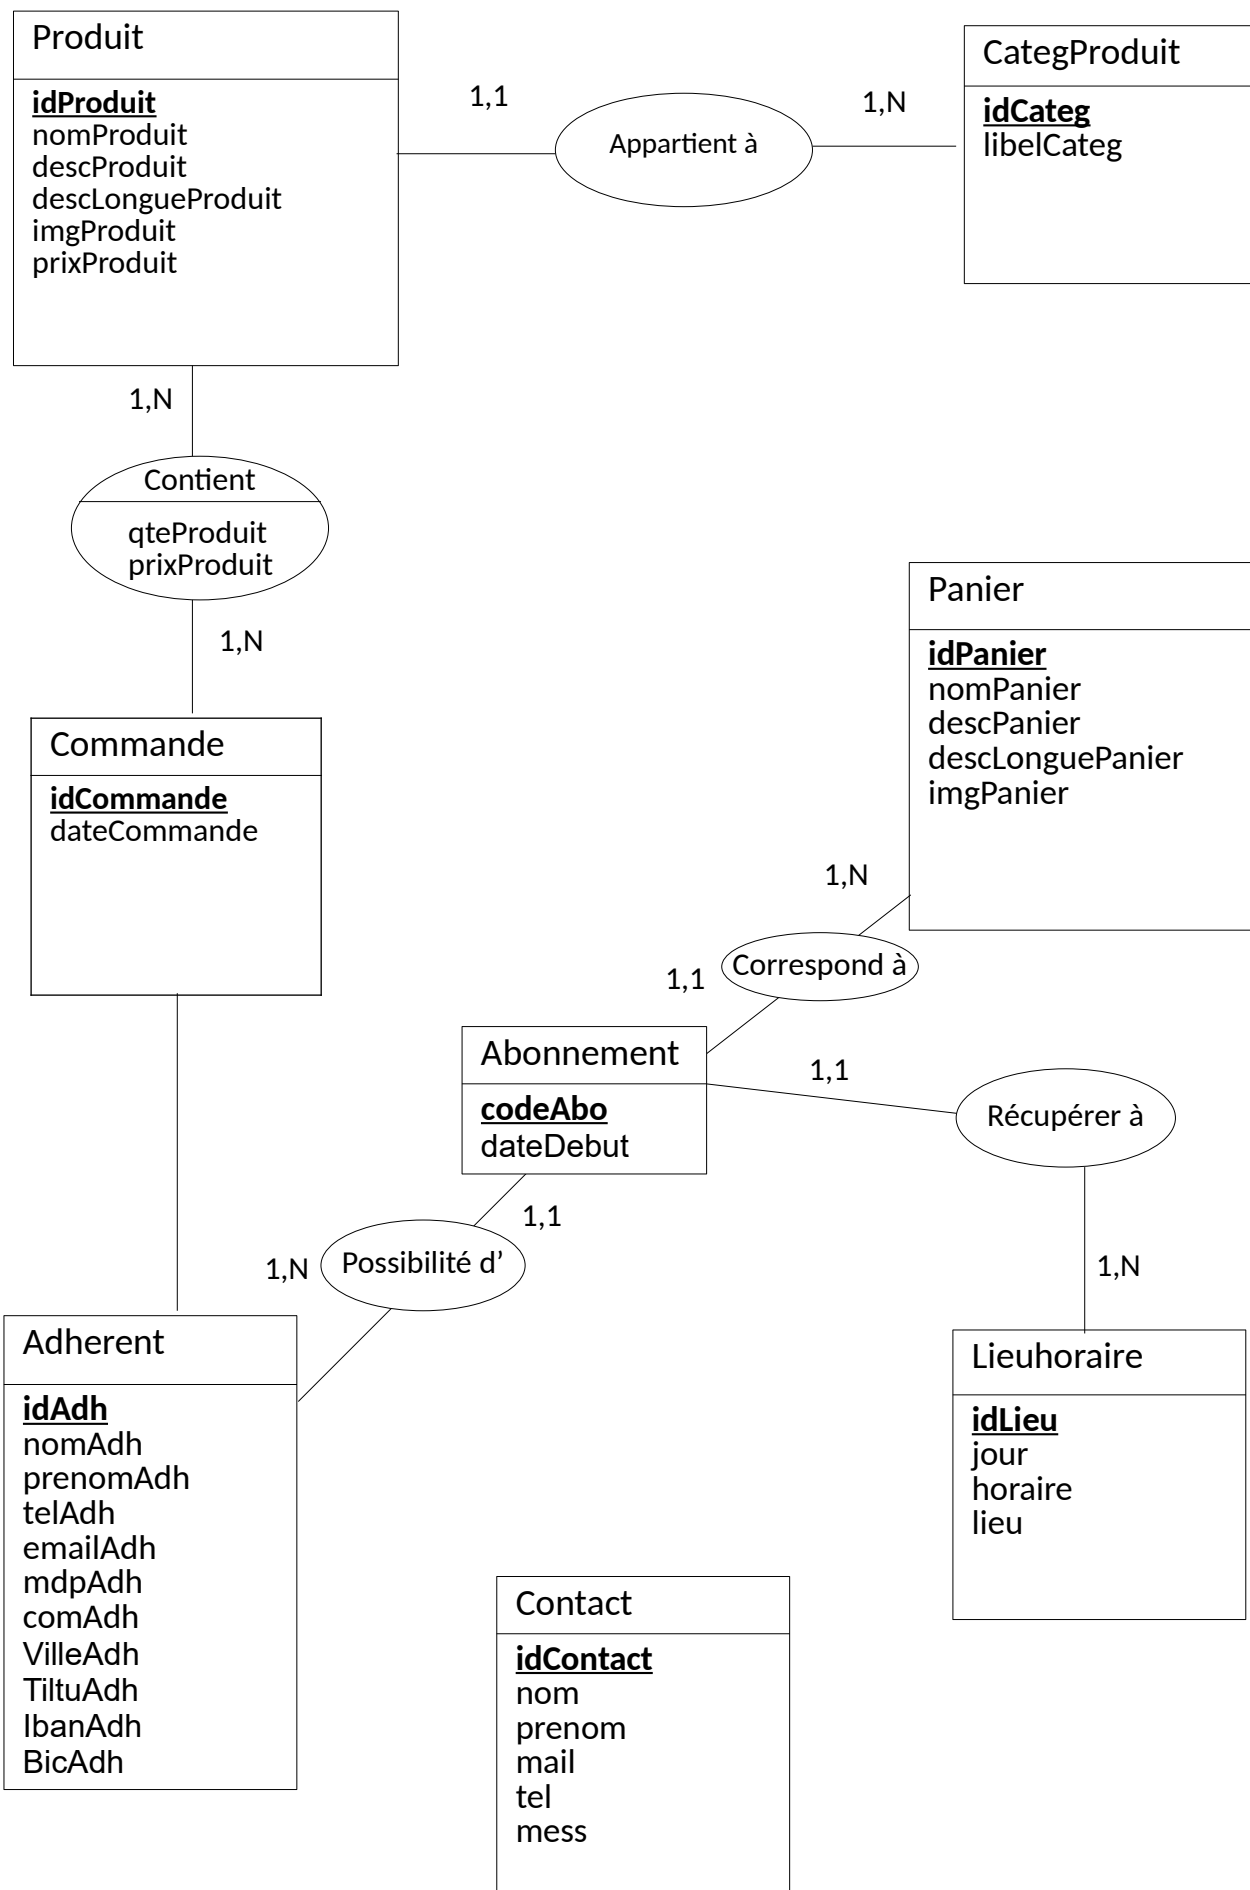 Produit
idProduit
nomProduit
descProduit
descLongueProduit
imgProduit
prixProduit
1,1
Appartient à
1,N
CategProduit
idCateg
libelCateg
1,N
Contient
qteProduit
prixProduit
1,N
Commande
idCommande
dateCommande
Panier
idPanier
nomPanier
descPanier
descLonguePanier
imgPanier
1,N
Correspond à
1,1
Abonnement
codeAbo
dateDebut
1,1
Récupérer à
1,N
1,1
Possibilité d’
1,N
Adherent
idAdh
nomAdh
prenomAdh
telAdh
emailAdh
mdpAdh
comAdh
VilleAdh
TiltuAdh
IbanAdh
BicAdh
Lieuhoraire
idLieu
jour
horaire
lieu
Contact
idContact
nom
prenom
mail
tel
mess